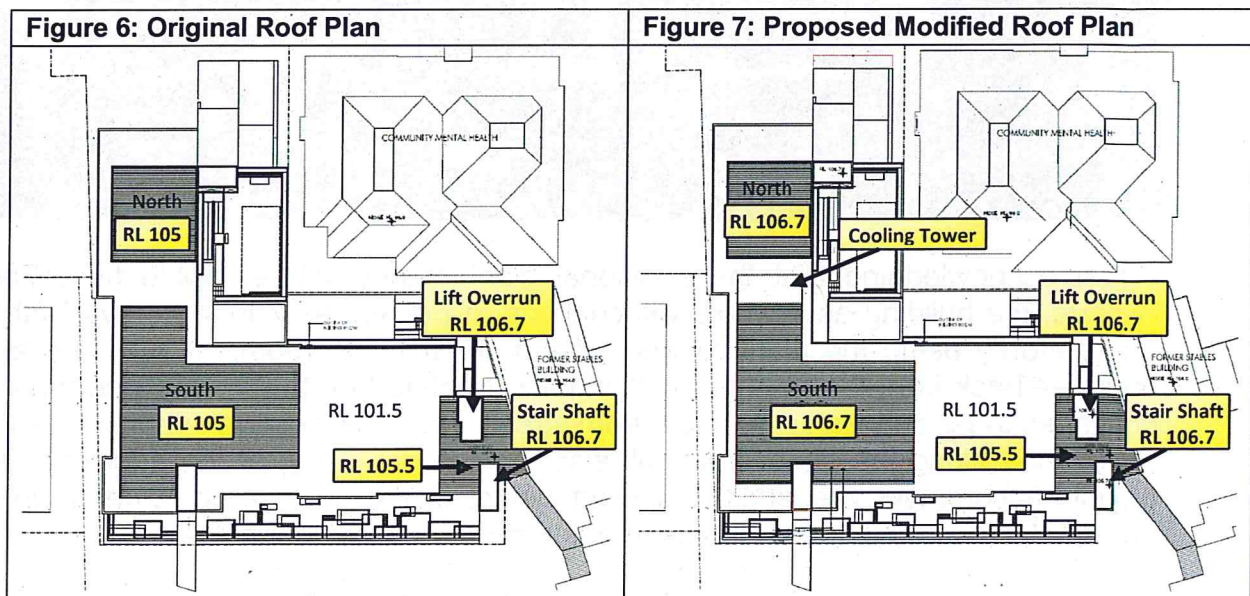 Figure 6: Original Roof Plan
COMMUNITY MENTAL HEALTH
North
RL 105
Lift Overrun
RL 106.7
FORMER STABLES
BUILDING
South
RL 105
RL 101.5
Stair Shaft
RL 106.7
RL 105.5
Figure 7: Proposed Modified Roof Plan
COMMUNITY MENTAL HEALTH
North
RL 106.7
Cooling Tower
Lift Overrun
RL 106.7
FORMER STABLES
BUILDING
South
RL 106.7
RL 101.5
Stair Shaft
RL 106.7
RL 105.5